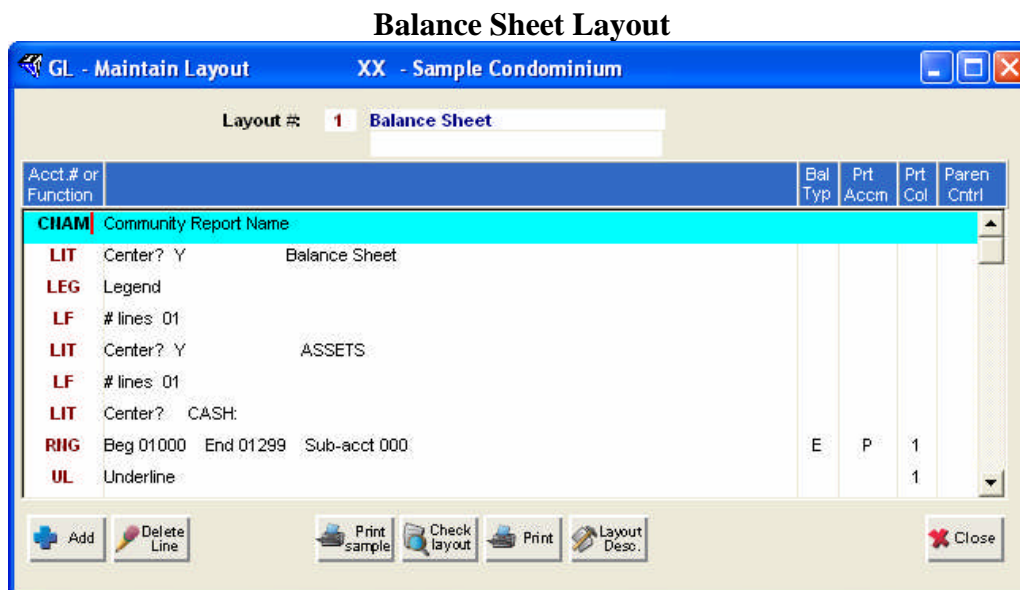 Balance Sheet Layout
GL - Maintain Layout XX - Sample Condominium
Layout #: 1 Balance Sheet
Acct.# or Function Bal Typ Prt Accm Prt Col Paren Cntrl
CNAM Community Report Name
LIT Center? Y Balance Sheet
LEG Legend
LF # lines 01
LIT Center? Y ASSETS
LF # lines 01
LIT Center? CASH:
RNG Beg 01000 End 01299 Sub-acct 000 E P 1
UL Underline 1
Add Delete Line Print sample Check layout Print Layout Desc. Close